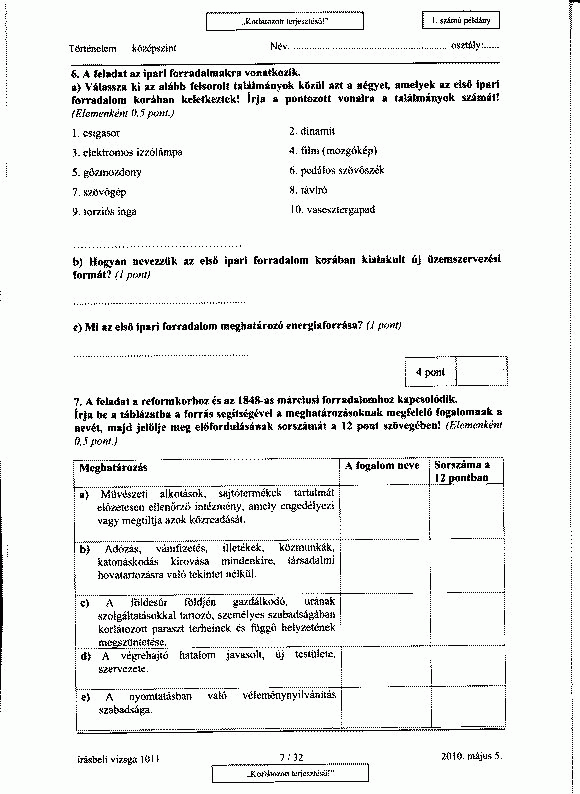 „Korlátozott terjesztésű!”
1. számú példány
Történelem középszint
Név: ........................................................ osztály:......
6. A feladat az ipari forradalmakra vonatkozik.
a) Válassza ki az alább felsorolt találmányok közül azt a négyet, amelyek az első ipari
forradalom korában keletkeztek! Írja a pontozott vonalra a találmányok számát!
(Elemenként 0,5 pont.)
1. csigasor
2. dinamit
3. elektromos izzólámpa
4. film (mozgókép)
5. gőzmozdony
6. pedálos szövőszék
7. szövőgép
8. távíró
9. torziós inga
10. vasesztergapad
..............................................
b) Hogyan nevezzük az első ipari forradalom korában kialakult új üzemszervezési
formát? (1 pont)
..............................................
c) Mi az első ipari forradalom meghatározó energiaforrása? (1 pont)
..............................................
4 pont
7. A feladat a reformkorhoz és az 1848-as márciusi forradalomhoz kapcsolódik.
Írja be a táblázatba a forrás segítségével a meghatározásoknak megfelelő fogalomnak a
nevét, majd jelölje meg előfordulásának sorszámát a 12 pont szövegében! (Elemenként
0,5 pont.)
Meghatározás
A fogalom neve
Sorszáma a
12 pontban
a) Művészeti alkotások, sajtótermékek tartalmát
előzetesen ellenőrző intézmény, amely engedélyezi
vagy megtiltja azok közreadását.
b) Adózás, vámfizetés, illetékek, közmunkák,
katonáskodás kirovása mindenkire, társadalmi
hovatartozásra való tekintet nélkül.
c) A földesúr földjén gazdálkodó, urának
szolgáltatásokkal tartozó, személyes szabadságában
korlátozott paraszt terheinek és függő helyzetének
megszüntetése.
d) A végrehajtó hatalom javasolt, új testülete,
szervezete.
e) A nyomtatásban való véleménynyilvánítás
szabadsága.
írásbeli vizsga 1011
7 / 32
2010. május 5.
„Korlátozott terjesztésű!”